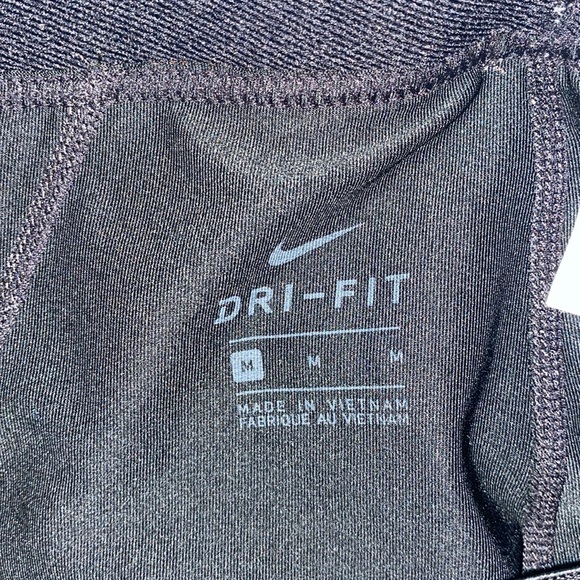 DRI-FIT
M M M
MADE IN VIETNAM
FABRIQUE AU VIETNAM